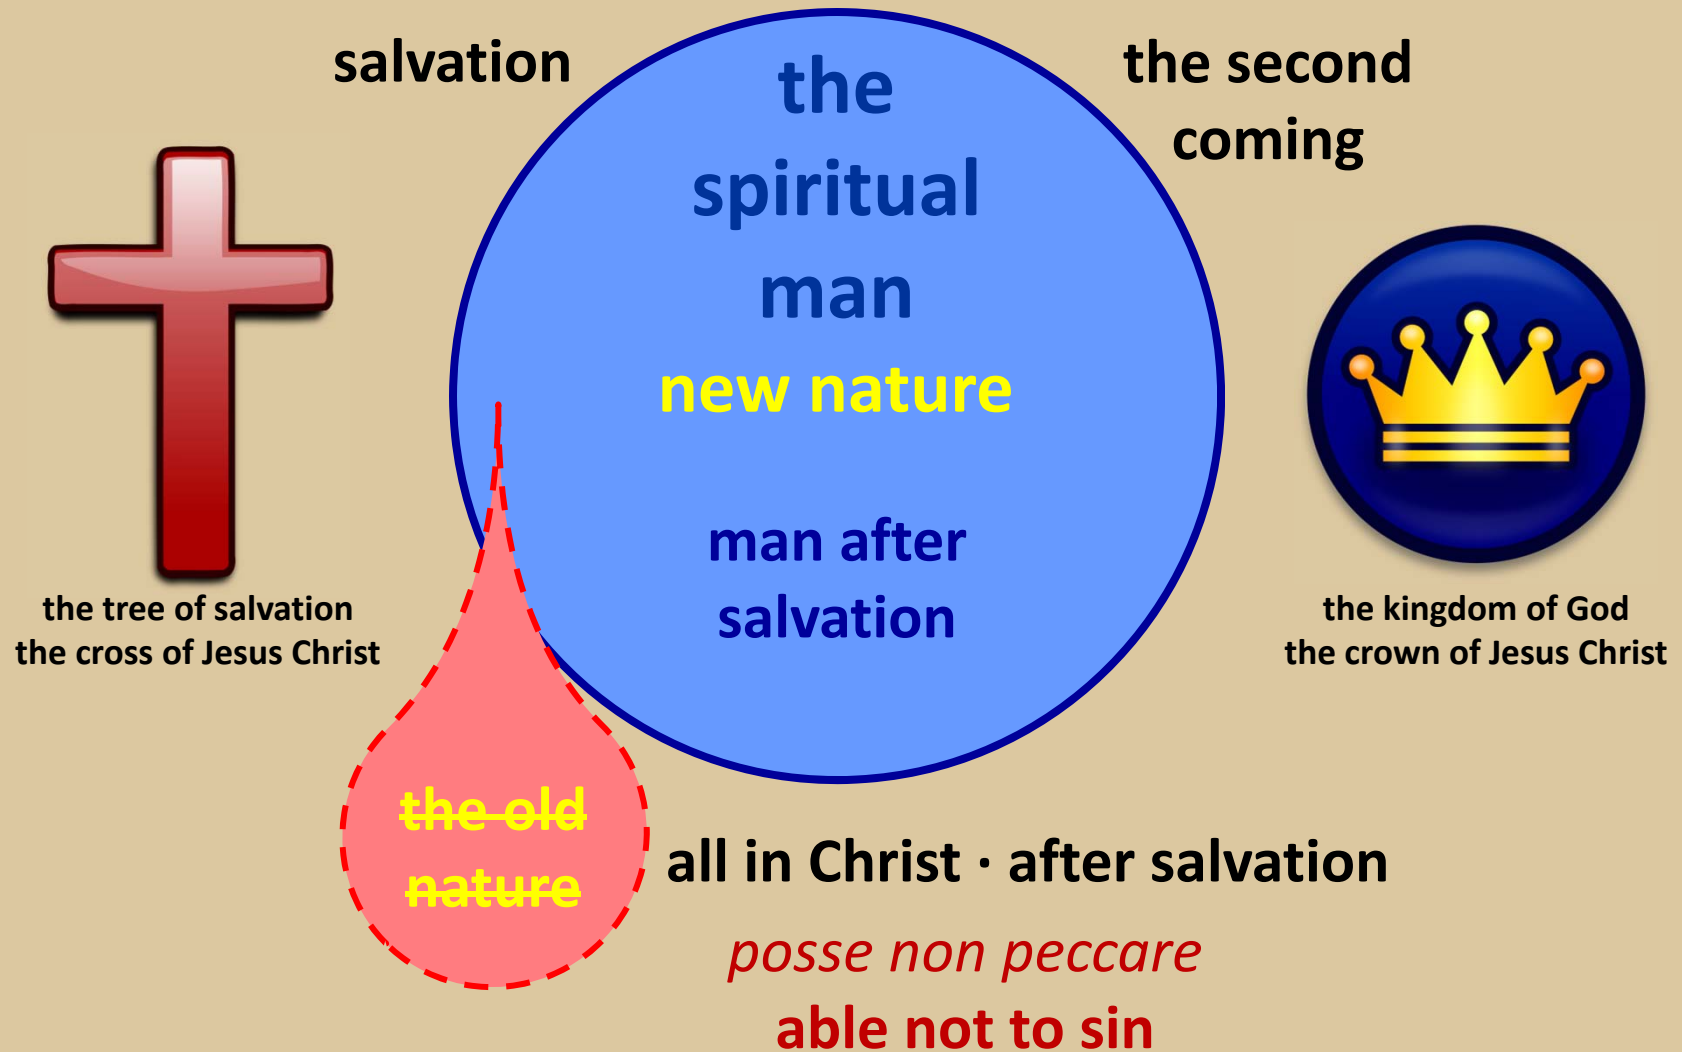 salvation
the
spiritual
man
new nature
man after
salvation
the second
coming
the tree of salvation
the cross of Jesus Christ
the kingdom of God
the crown of Jesus Christ
the old
nature
all in Christ · after salvation
posse non peccare
able not to sin